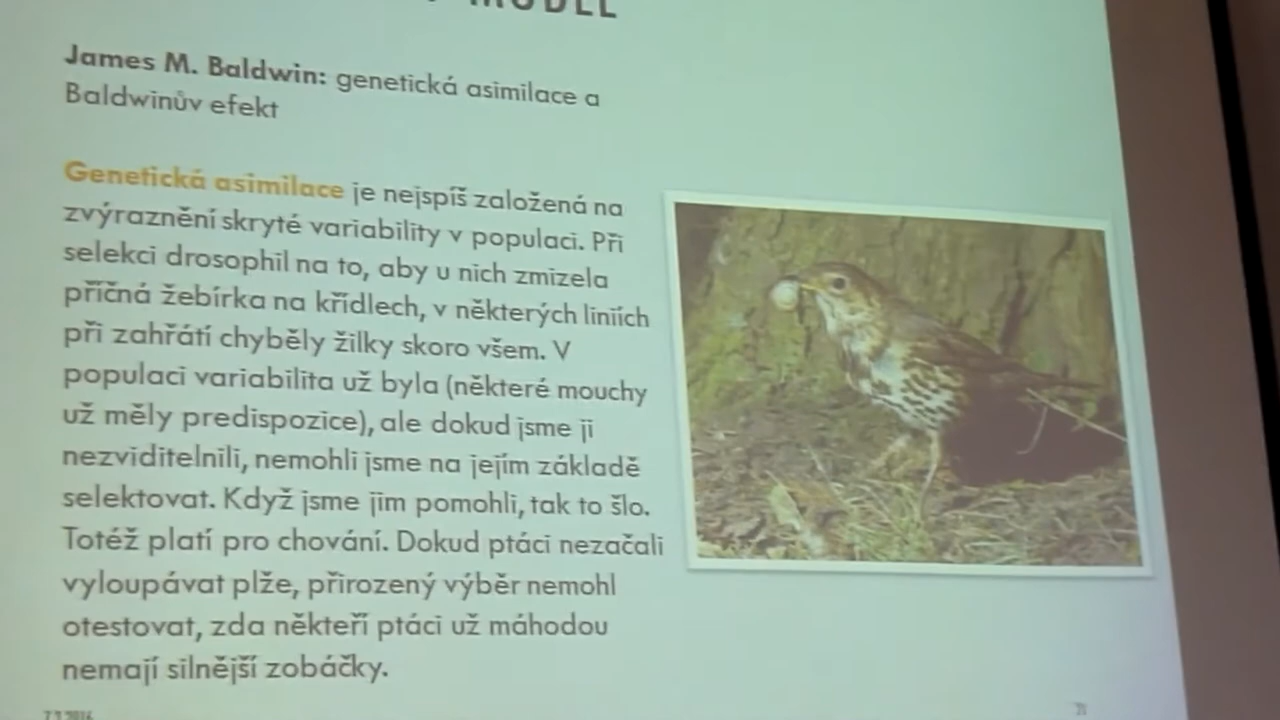 MODEL
James M. Baldwin: genetická asimilace a
Baldwinův efekt
Genetická asimilace je nejspíš založená na
zvýraznění skryté variability v populaci. Při
selekci drosophil na to, aby u nich zmizela
příčná žebírka na křídlech, v některých liniích
při zahřátí chyběly žilky skoro všem. V
populaci variabilita už byla (některé mouchy
už měly predispozice), ale dokud jsme ji
nezviditelnili, nemohli jsme na jejím základě
selektovat. Když jsme jim pomohli, tak to šlo.
Totéž platí pro chování. Dokud ptáci nezačali
vyloupávat plže, přirozený výběr nemohl
otestovat, zda někteří ptáci už máhodou
nemají silnější zobáčky.